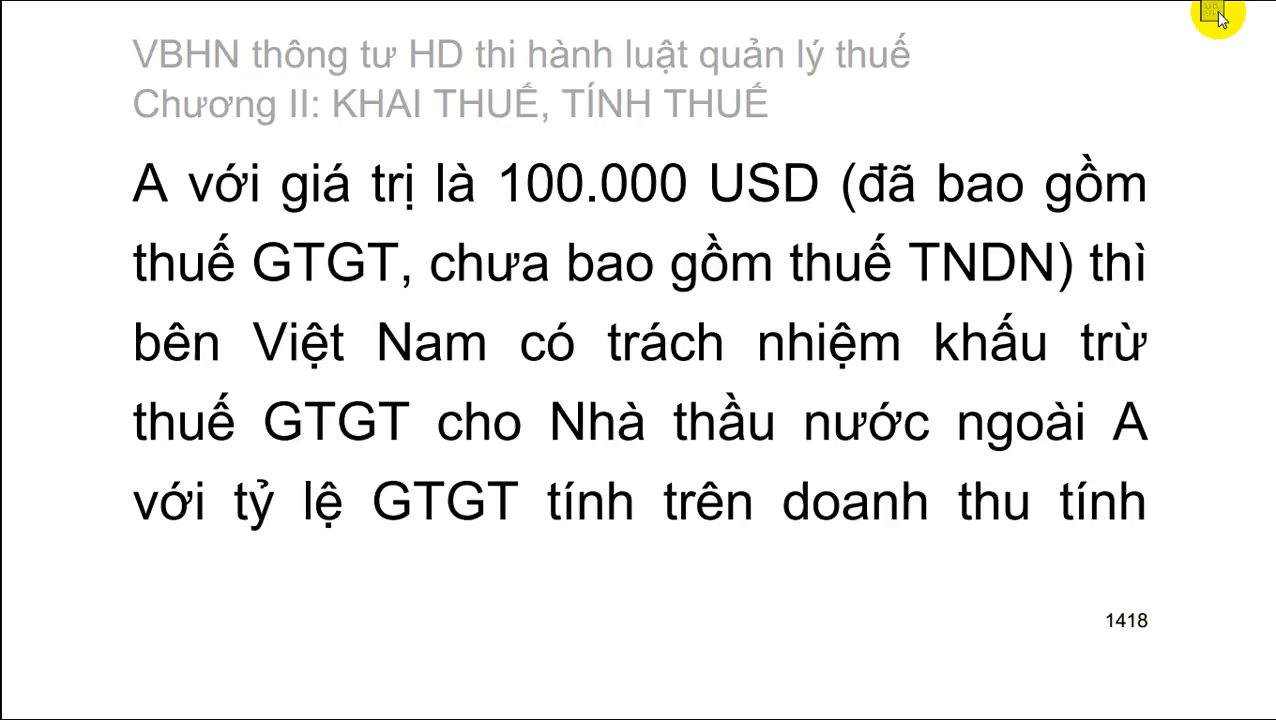 VBHN thông tư HD thi hành luật quản lý thuế
Chương II: KHAI THUẾ, TÍNH THUẾ
A với giá trị là 100.000 USD (đã bao gồm
thuế GTGT, chưa bao gồm thuế TNDN) thì
bên Việt Nam có trách nhiệm khấu trừ
thuế GTGT cho Nhà thầu nước ngoài A
với tỷ lệ GTGT tính trên doanh thu tính
1418